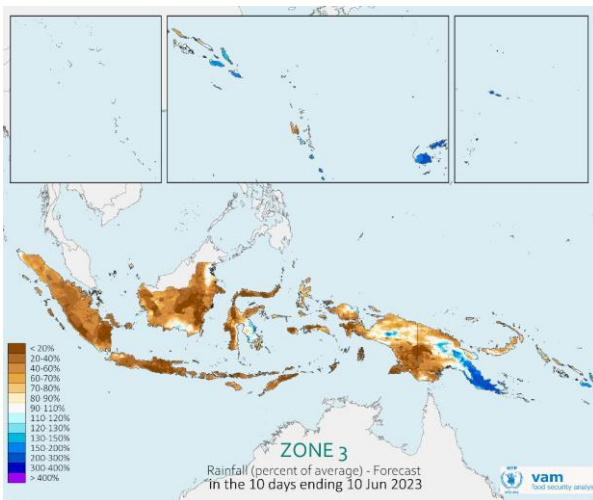 < 20%
20-40%
40-60%
60-70%
70-80%
80-90%
90-110%
110-120%
120-130%
130-150%
150-200%
200-300%
300-400%
> 400%
ZONE 3
Rainfall (percent of average) - Forecast
in the 10 days ending 10 Jun 2023
vam
food security analys